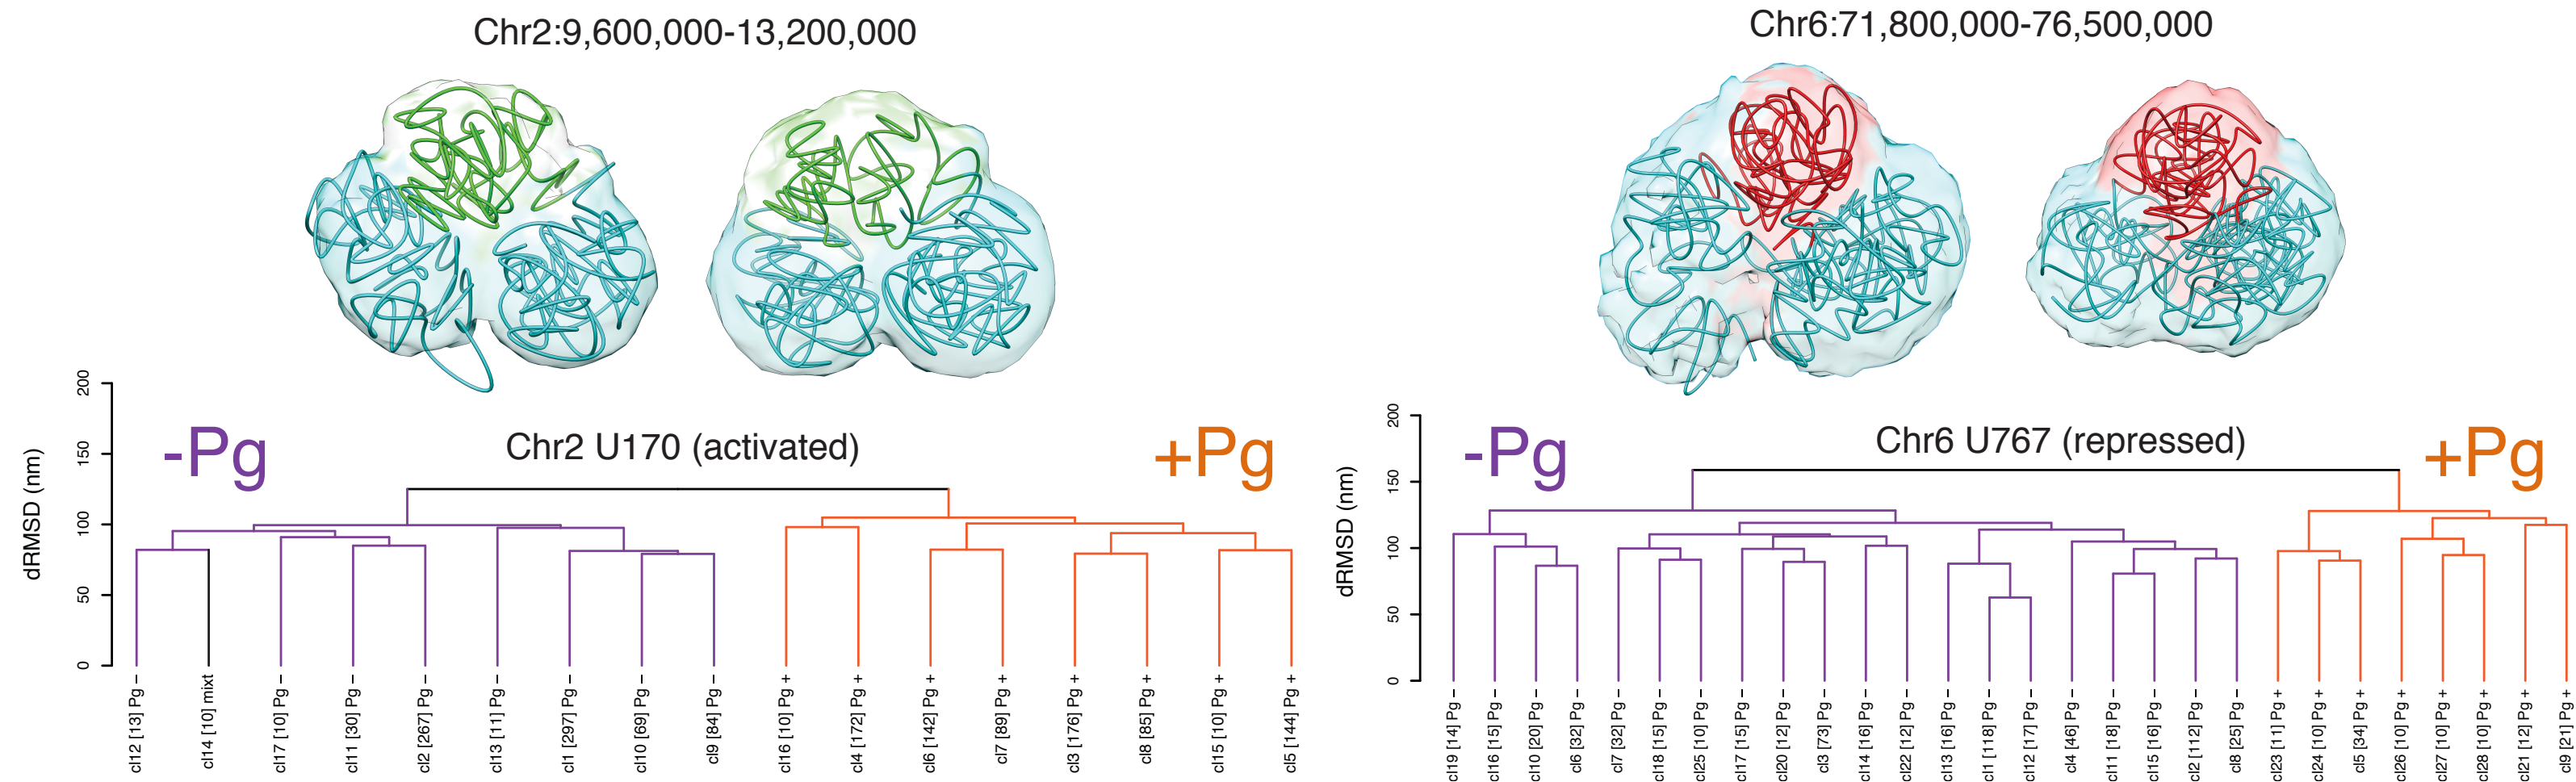 Chr2:9,600,000-13,200,000
Chr6:71,800,000-76,500,000
-Pg
Chr2 U170 (activated)
+Pg
dRMSD (nm)
200
150
100
50
0
cl12 [13] Pg −
cl14 [10] mixt
cl17 [10] Pg −
cl11 [30] Pg −
cl2 [267] Pg −
cl13 [11] Pg −
cl1 [297] Pg −
cl10 [69] Pg −
cl9 [84] Pg −
cl16 [10] Pg +
cl4 [172] Pg +
cl6 [142] Pg +
cl7 [89] Pg +
cl3 [176] Pg +
cl8 [85] Pg +
cl15 [10] Pg +
cl5 [144] Pg +
-Pg
Chr6 U767 (repressed)
+Pg
dRMSD (nm)
200
150
100
50
0
cl19 [14] Pg −
cl16 [15] Pg −
cl10 [20] Pg −
cl6 [32] Pg −
cl7 [32] Pg −
cl18 [15] Pg −
cl25 [10] Pg −
cl17 [15] Pg −
cl20 [12] Pg −
cl3 [73] Pg −
cl14 [16] Pg −
cl22 [12] Pg −
cl13 [16] Pg −
cl1 [118] Pg −
cl12 [17] Pg −
cl4 [46] Pg −
cl11 [18] Pg −
cl15 [16] Pg −
cl2 [112] Pg −
cl8 [25] Pg −
cl23 [11] Pg +
cl24 [10] Pg +
cl5 [34] Pg +
cl26 [10] Pg +
cl27 [10] Pg +
cl28 [10] Pg +
cl21 [12] Pg +
cl9 [21] Pg +